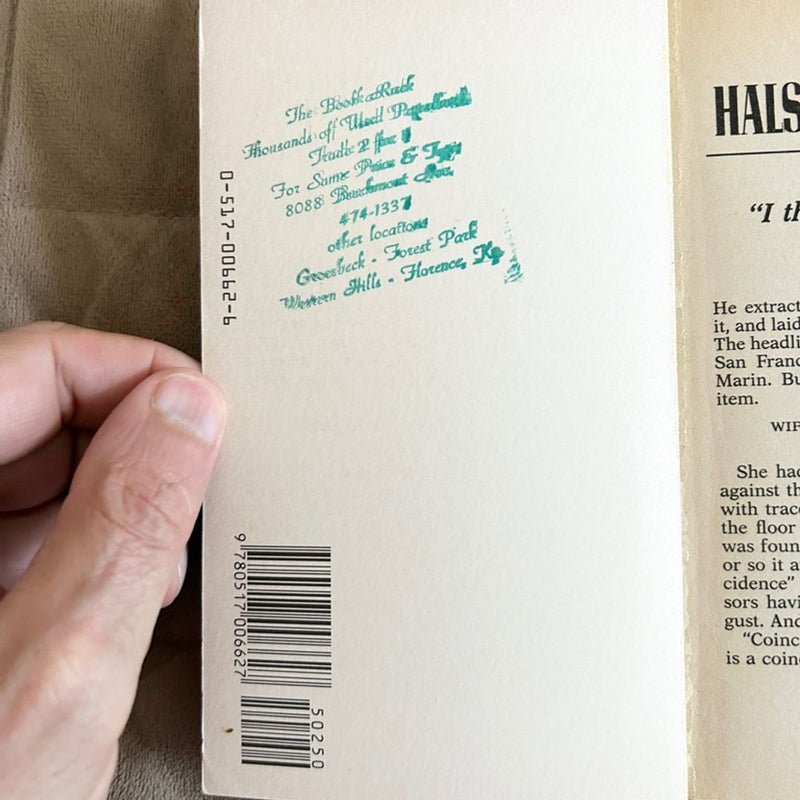 The Book Rack
Thousands of Used Paperbacks
Trade 2 for 1
For Same Price & Type
8088 Beechmont Ave.
474-1337
other locations
Groesbeck - Forest Park
Western Hills - Florence, Ky
0-517-00662-6
9 780517 006627
50250
HALS
"I th
He extract
it, and laid
The headli
San Franc
Marin. Bu
item.
WIF
She had
against th
with trace
the floor
was foun
or so it a
cidence"
sors havi
gust. And
"Coinc
is a coin